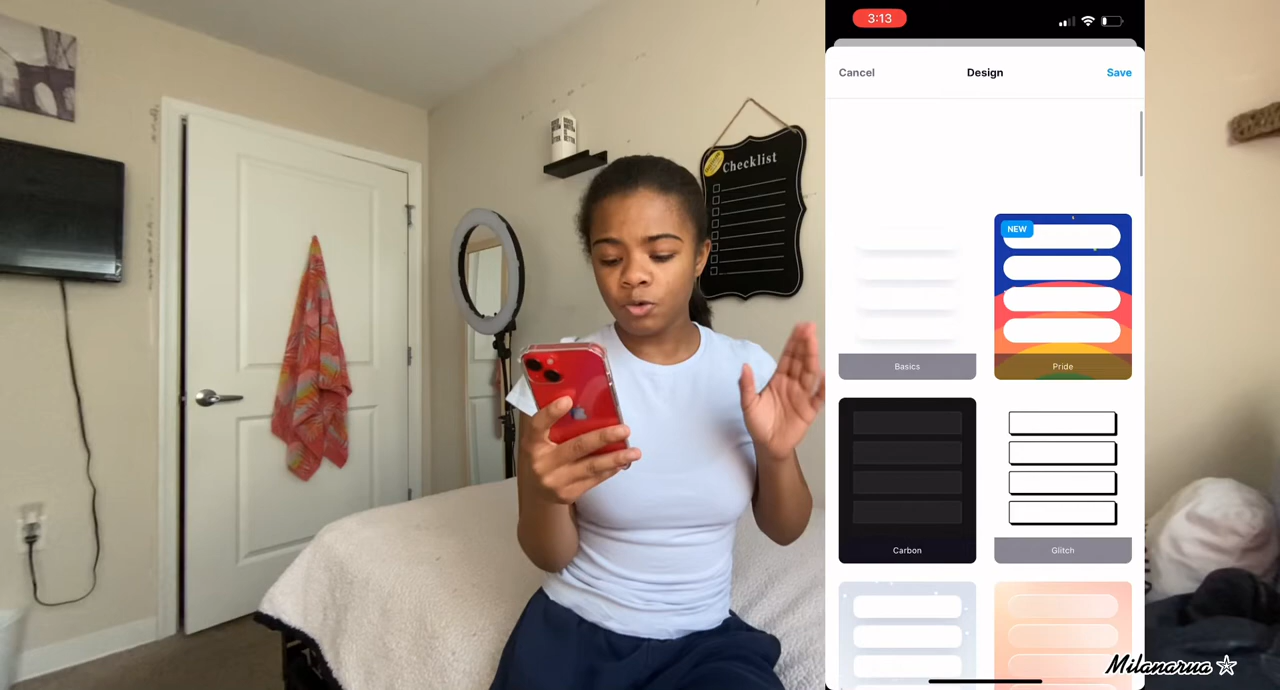 3:13
Cancel
Design
Save
NEW
Basics
Pride
Carbon
Glitch
Checklist
Milanarua